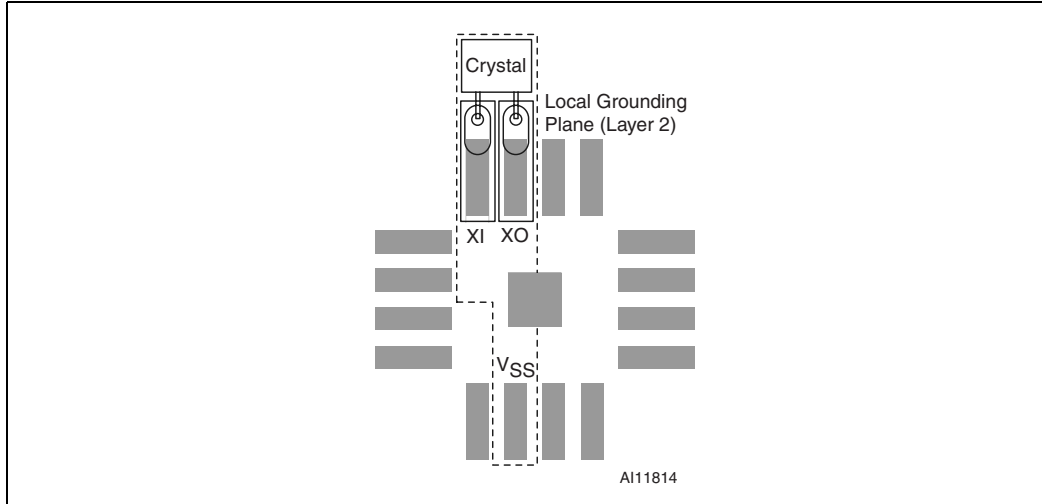 Crystal
Local Grounding
Plane (Layer 2)
XI XO
VSS
AI11814